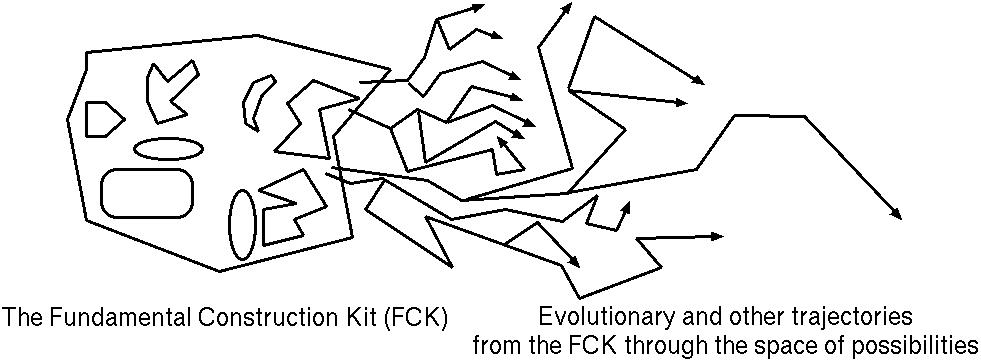 The Fundamental Construction Kit (FCK)
Evolutionary and other trajectories
from the FCK through the space of possibilities